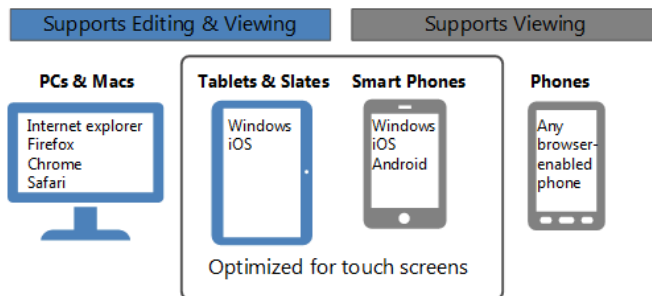 Supports Editing & Viewing
Supports Viewing
PCs & Macs
Internet explorer
Firefox
Chrome
Safari
Tablets & Slates
Windows
iOS
Smart Phones
Windows
iOS
Android
Phones
Any
browser-
enabled
phone
Optimized for touch screens